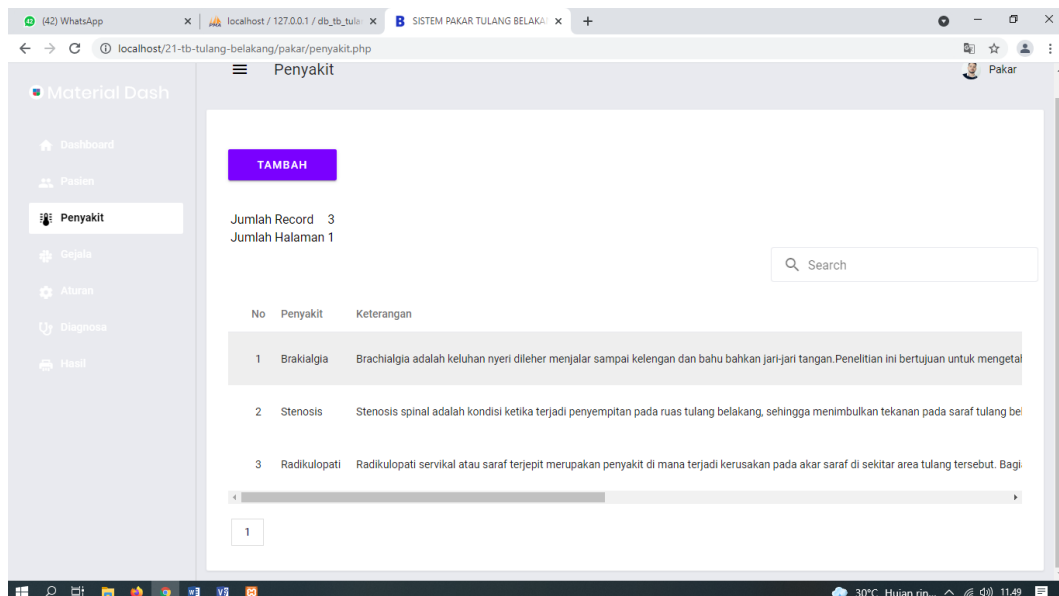 (42) WhatsApp
localhost / 127.0.0.1 / db_tb_tula
SISTEM PAKAR TULANG BELAKA
localhost/21-tb-tulang-belakang/pakar/penyakit.php
Material Dash
Penyakit
Pakar
Dashboard
Pasien
Penyakit
Gejala
Aturan
Diagnosa
Hasil
TAMBAH
Jumlah Record 3
Jumlah Halaman 1
Search
No Penyakit Keterangan
1 Brakialgia Brachialgia adalah keluhan nyeri dileher menjalar sampai kelengan dan bahu bahkan jari-jari tangan.Penelitian ini bertujuan untuk mengetal
2 Stenosis Stenosis spinal adalah kondisi ketika terjadi penyempitan pada ruas tulang belakang, sehingga menimbulkan tekanan pada saraf tulang bel
3 Radikulopati Radikulopati servikal atau saraf terjepit merupakan penyakit di mana terjadi kerusakan pada akar saraf di sekitar area tulang tersebut. Bagi
1
30°C Hujan rin... 11.49